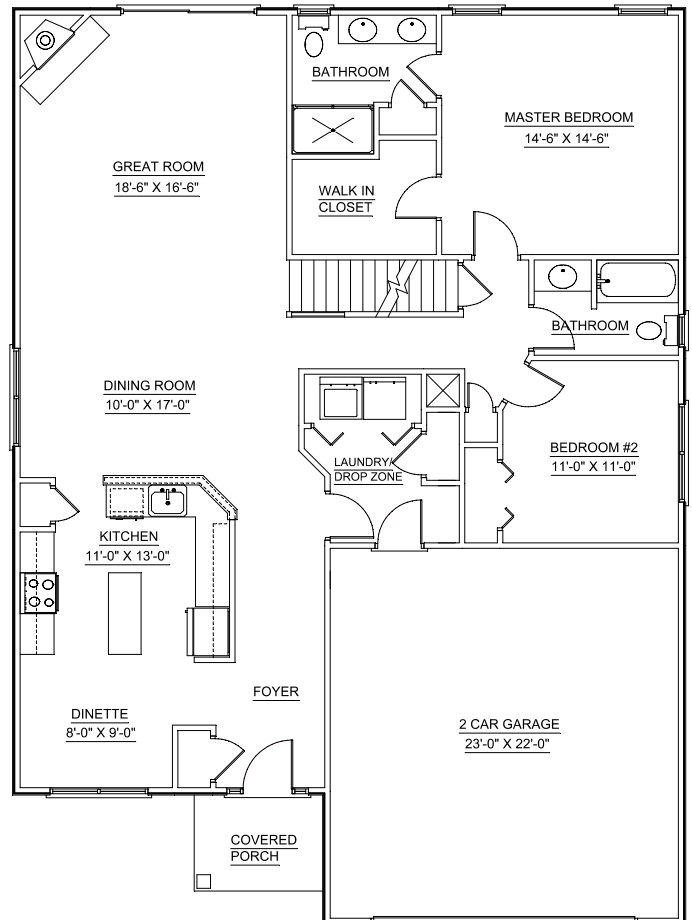 BATHROOM
MASTER BEDROOM
14'-6" X 14'-6"
GREAT ROOM
18'-6" X 16'-6"
WALK IN
CLOSET
BATHROOM
DINING ROOM
10'-0" X 17'-0"
BEDROOM #2
11'-0" X 11'-0"
LAUNDRY/
DROP ZONE
KITCHEN
11'-0" X 13'-0"
FOYER
DINETTE
8'-0" X 9'-0"
2 CAR GARAGE
23'-0" X 22'-0"
COVERED
PORCH